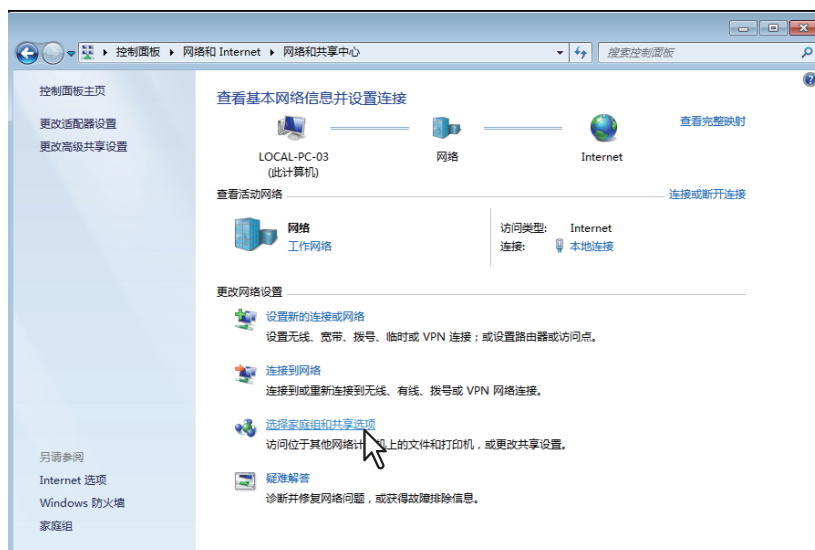 控制面板 网络和 Internet 网络和共享中心 搜索控制面板
控制面板主页
更改适配器设置
更改高级共享设置
查看基本网络信息并设置连接
查看完整映射
LOCAL-PC-03 网络 Internet
(此计算机)
查看活动网络 连接或断开连接
网络 访问类型: Internet
工作网络 连接: 本地连接
更改网络设置
设置新的连接或网络
设置无线、宽带、拨号、临时或 VPN 连接；或设置路由器或访问点。
连接到网络
连接到或重新连接到无线、有线、拨号或 VPN 网络连接。
选择家庭组和共享选项
访问位于其他网络计算机上的文件和打印机，或更改共享设置。
疑难解答
诊断并修复网络问题，或获得故障排除信息。
另请参阅
Internet 选项
Windows 防火墙
家庭组